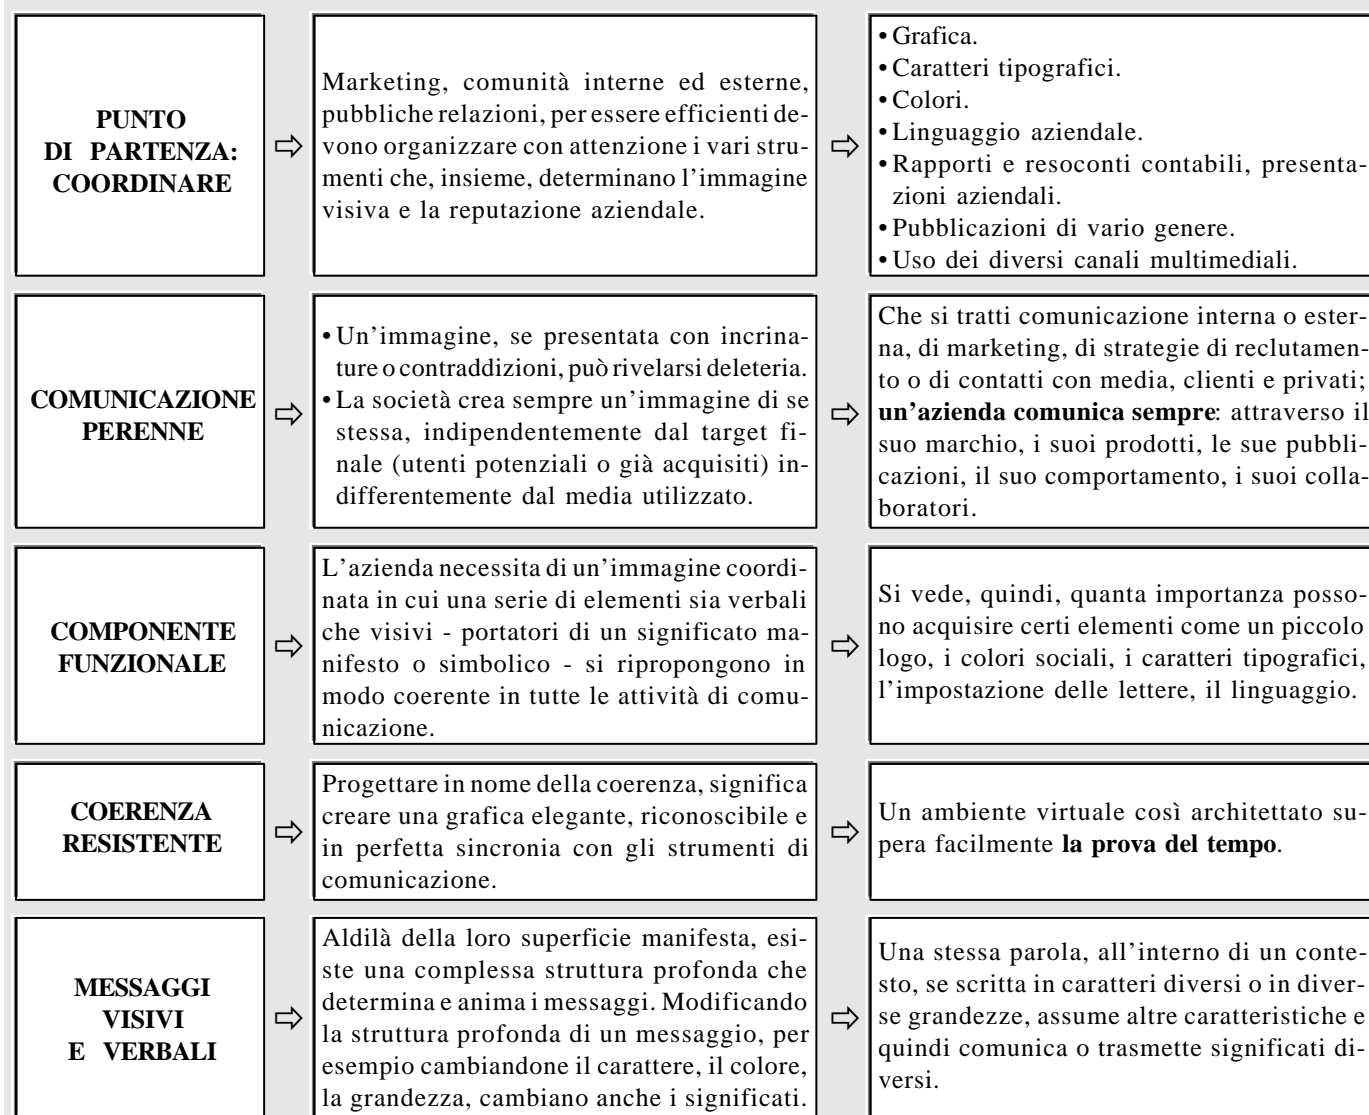 PUNTO
DI PARTENZA:
COORDINARE
Marketing, comunità interne ed esterne,
pubbliche relazioni, per essere efficienti de-
vono organizzare con attenzione i vari stru-
menti che, insieme, determinano l’immagine
visiva e la reputazione aziendale.
• Grafica.
• Caratteri tipografici.
• Colori.
• Linguaggio aziendale.
• Rapporti e resoconti contabili, presenta-
zioni aziendali.
• Pubblicazioni di vario genere.
• Uso dei diversi canali multimediali.
COMUNICAZIONE
PERENNE
• Un’immagine, se presentata con incrina-
ture o contraddizioni, può rivelarsi deleteria.
• La società crea sempre un’immagine di se
stessa, indipendentemente dal target fi-
nale (utenti potenziali o già acquisiti) in-
differentemente dal media utilizzato.
Che si tratti comunicazione interna o ester-
na, di marketing, di strategie di reclutamen-
to o di contatti con media, clienti e privati;
un’azienda comunica sempre: attraverso il
suo marchio, i suoi prodotti, le sue pubbli-
cazioni, il suo comportamento, i suoi colla-
boratori.
COMPONENTE
FUNZIONALE
L’azienda necessita di un’immagine coordi-
nata in cui una serie di elementi sia verbali
che visivi - portatori di un significato ma-
nifesto o simbolico - si ripropongono in
modo coerente in tutte le attività di comu-
nicazione.
Si vede, quindi, quanta importanza posso-
no acquisire certi elementi come un piccolo
logo, i colori sociali, i caratteri tipografici,
l’impostazione delle lettere, il linguaggio.
COERENZA
RESISTENTE
Progettare in nome della coerenza, significa
creare una grafica elegante, riconoscibile e
in perfetta sincronia con gli strumenti di
comunicazione.
Un ambiente virtuale così architettato su-
pera facilmente la prova del tempo.
MESSAGGI
VISIVI
E VERBALI
Aldilà della loro superficie manifesta, esi-
ste una complessa struttura profonda che
determina e anima i messaggi. Modificando
la struttura profonda di un messaggio, per
esempio cambiandone il carattere, il colore,
la grandezza, cambiano anche i significati.
Una stessa parola, all’interno di un conte-
sto, se scritta in caratteri diversi o in diver-
se grandezze, assume altre caratteristiche e
quindi comunica o trasmette significati di-
versi.